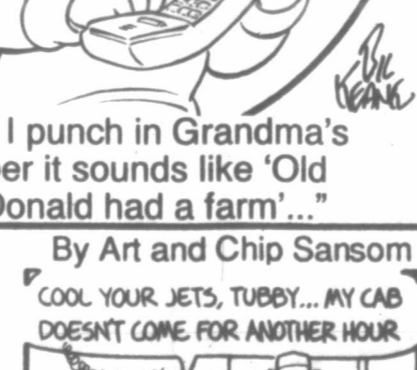 BIL
KEANE
I punch in Grandma's
er it sounds like 'Old
Donald had a farm'..."
By Art and Chip Sansom
COOL YOUR JETS, TUBBY... MY CAB
DOESN'T COME FOR ANOTHER HOUR